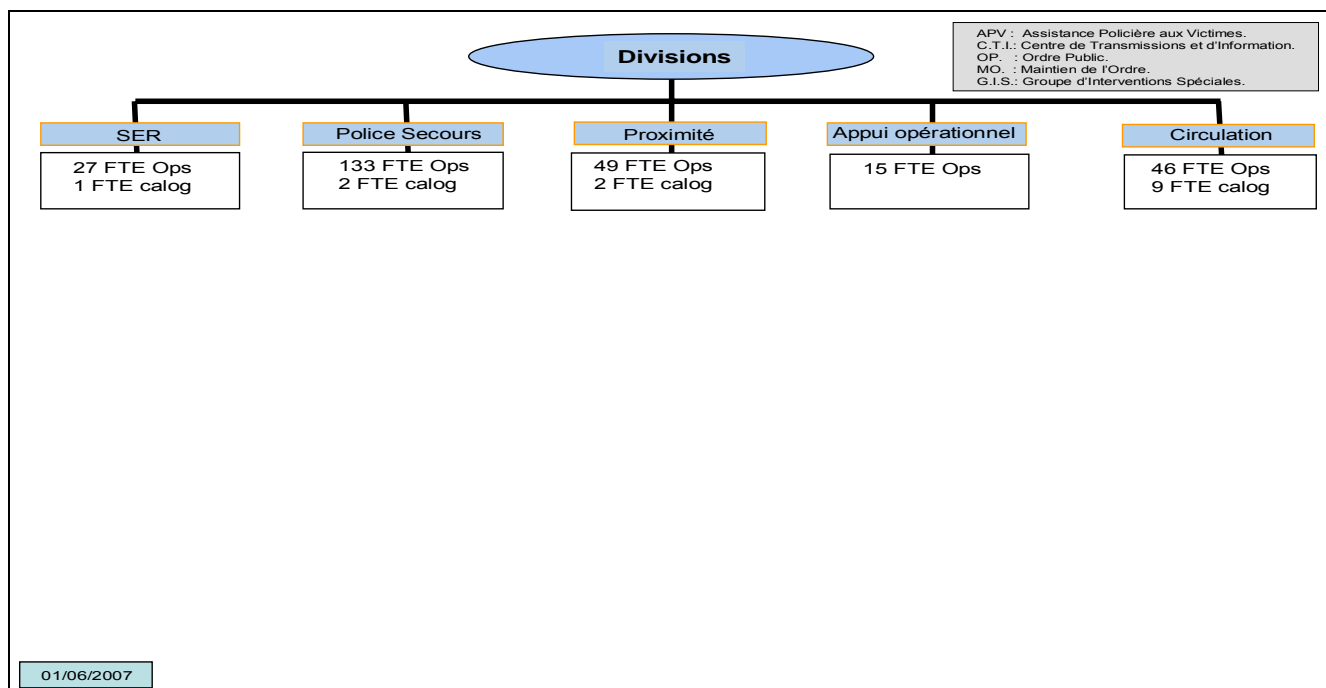 Divisions
APV : Assistance Policière aux Victimes.
C.T.I.: Centre de Transmissions et d'Information.
OP. : Ordre Public.
MO. : Maintien de l'Ordre.
G.I.S.: Groupe d'Interventions Spéciales.
SER
27 FTE Ops
1 FTE calog
Police Secours
133 FTE Ops
2 FTE calog
Proximité
49 FTE Ops
2 FTE calog
Appui opérationnel
15 FTE Ops
Circulation
46 FTE Ops
9 FTE calog
01/06/2007